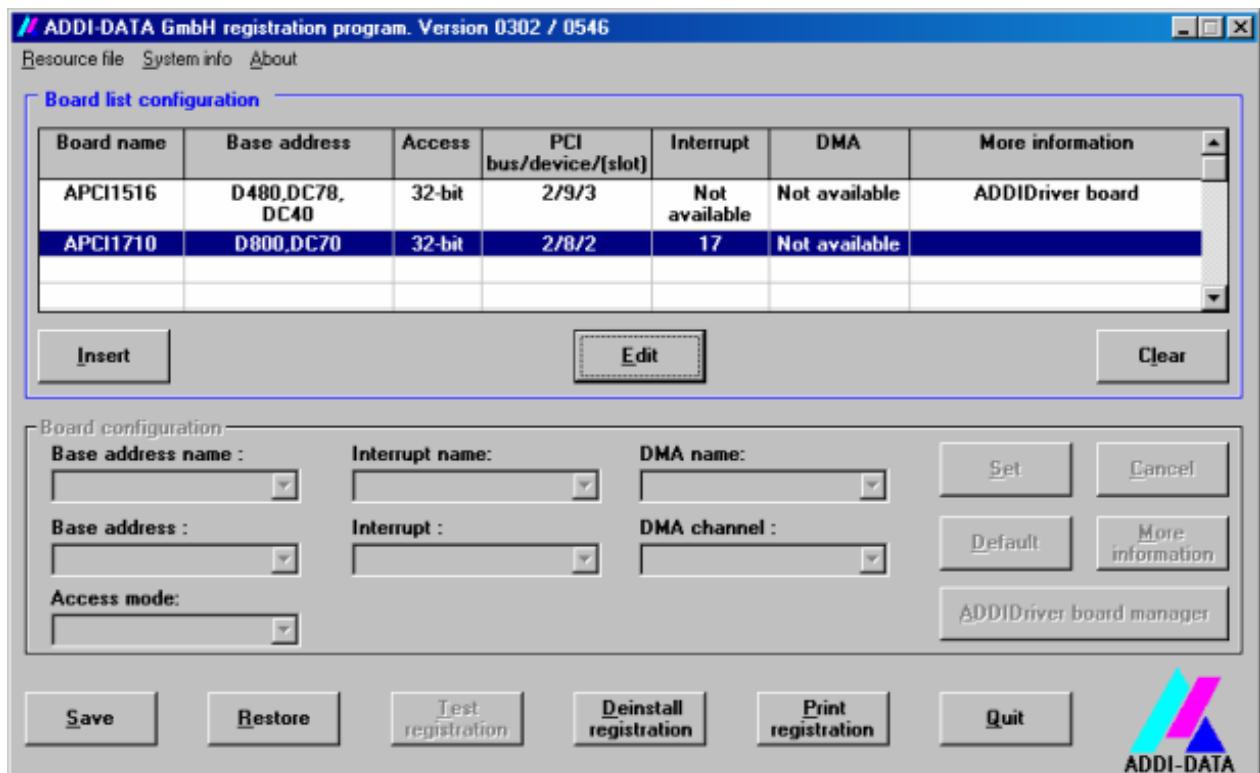 ADDI-DATA GmbH registration program. Version 0302 / 0546
Resource file System info About
Board list configuration
Board name Base address Access PCI bus/device/(slot) Interrupt DMA More information
APCI1516 D480,DC78, DC40 32-bit 2/9/3 Not available Not available ADDIDriver board
APCI1710 D800,DC70 32-bit 2/8/2 17 Not available
Insert Edit Clear
Board configuration
Base address name : Interrupt name: DMA name:
Set Cancel
Base address : Interrupt : DMA channel :
Default More information
Access mode:
ADDIDriver board manager
Save Restore Test registration Deinstall registration Print registration Quit
ADDI-DATA